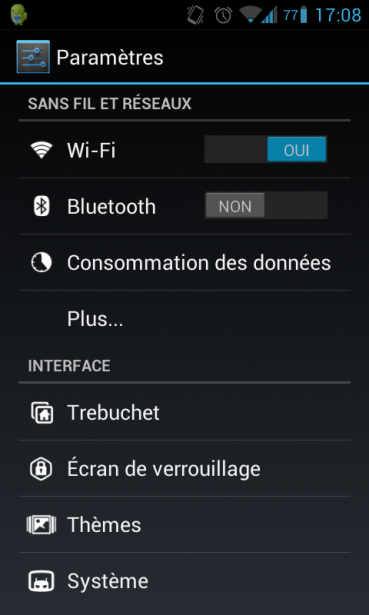 77 17:08
Paramètres
SANS FIL ET RÉSEAUX
Wi-Fi OUI
Bluetooth NON
Consommation des données
Plus...
INTERFACE
Trebuchet
Écran de verrouillage
Thèmes
Système